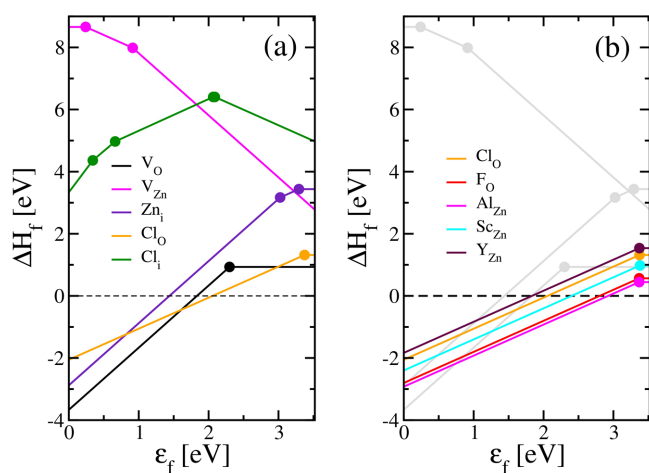 (a)
ΔH_f [eV]
8
6
4
2
0
-2
-4
V_O
V_Zn
Zn_i
Cl_O
Cl_i
0 1 2 3
ε_f [eV]
(b)
ΔH_f [eV]
8
6
4
2
0
-2
-4
Cl_O
F_O
Al_Zn
Sc_Zn
Y_Zn
0 1 2 3
ε_f [eV]